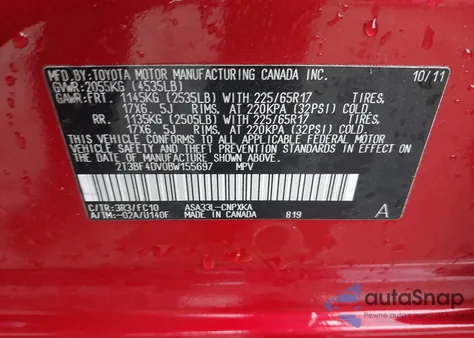 MFD.BY: TOYOTA MOTOR MANUFACTURING CANADA INC. 10/11
GVWR: 2055KG (4535LB)
GAWR: FRT. 1145KG (2535LB) WITH 225/65R17 TIRES,
17X6.5J RIMS, AT 220KPA (32PSI) COLD.
RR. 1135KG (2505LB) WITH 225/65R17 TIRES,
17X6.5J RIMS, AT 220KPA (32PSI) COLD.
THIS VEHICLE CONFORMS TO ALL APPLICABLE FEDERAL MOTOR
VEHICLE SAFETY AND THEFT PREVENTION STANDARDS IN EFFECT
ON THE DATE OF MANUFACTURE SHOWN ABOVE.
2T3BF4DV0BW155697 MPV
C/TR: 3R3/FC10 ASA33L-CNPXKA A
A/TM: -02A/U140F MADE IN CANADA 819
autoSnap
Pewne auto z USA